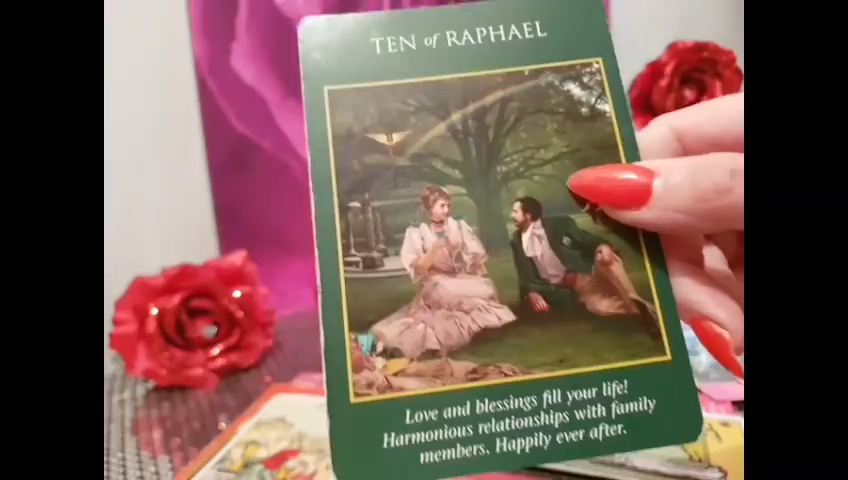 TEN of RAPHAEL
Love and blessings fill your life!
Harmonious relationships with family
members. Happily ever after.